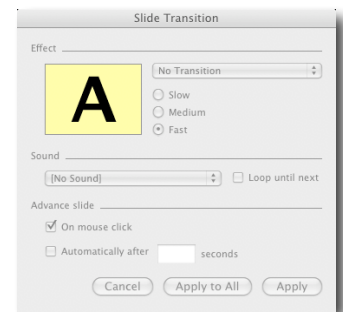 Slide Transition
Effect
A
No Transition
Slow
Medium
Fast
Sound
[No Sound]
Loop until next
Advance slide
On mouse click
Automatically after seconds
Cancel Apply to All Apply